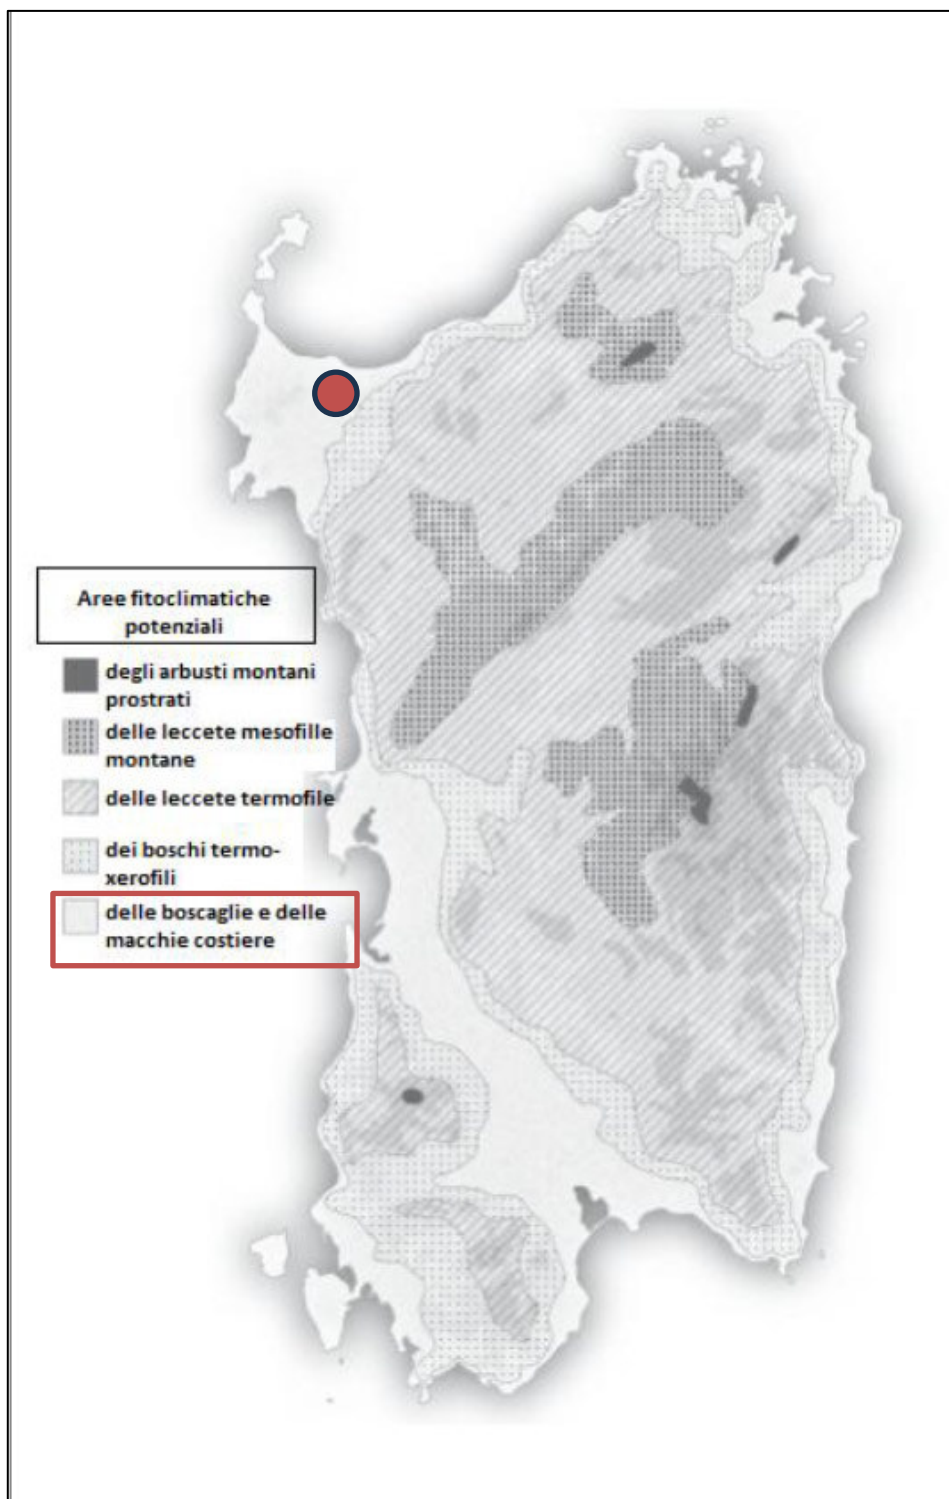 Aree fitoclimatiche
potenziali
degli arbusti montani
prostrati
delle leccete mesofille
montane
delle leccete termofile
dei boschi termo-
xerofili
delle boscaglie e delle
macchie costiere